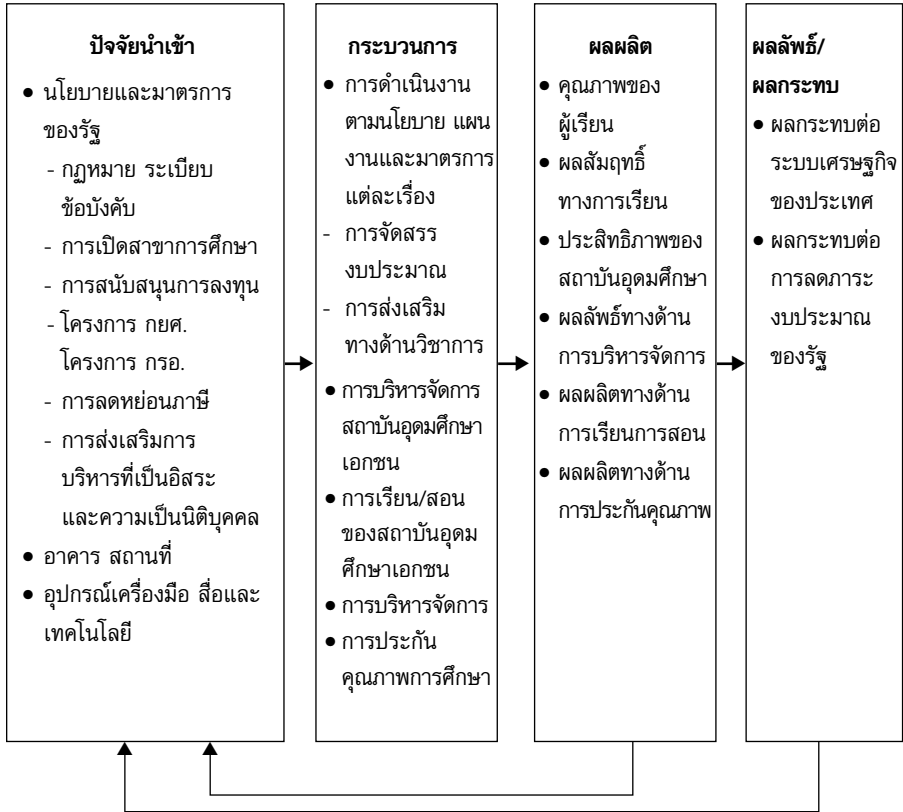 ปัจจัยนำเข้า
● นโยบายและมาตรการ
ของรัฐ
- กฎหมาย ระเบียบ
ข้อบังคับ
- การเปิดสาขาการศึกษา
- การสนับสนุนการลงทุน
- โครงการ กยศ.
โครงการ กรอ.
- การลดหย่อนภาษี
- การส่งเสริมการ
บริหารที่เป็นอิสระ
และความเป็นนิติบุคคล
● อาคาร สถานที่
● อุปกรณ์เครื่องมือ สื่อและ
เทคโนโลยี
กระบวนการ
● การดำเนินงาน
ตามนโยบาย แผน
งานและมาตรการ
แต่ละเรื่อง
- การจัดสรร
งบประมาณ
- การส่งเสริม
ทางด้านวิชาการ
● การบริหารจัดการ
สถาบันอุดมศึกษา
เอกชน
● การเรียน/สอน
ของสถาบันอุดม
ศึกษาเอกชน
● การบริหารจัดการ
● การประกัน
คุณภาพการศึกษา
ผลผลิต
● คุณภาพของ
ผู้เรียน
● ผลสัมฤทธิ์
ทางการเรียน
● ประสิทธิภาพของ
สถาบันอุดมศึกษา
● ผลลัพธ์ทางด้าน
การบริหารจัดการ
● ผลผลิตทางด้าน
การเรียนการสอน
● ผลผลิตทางด้าน
การประกันคุณภาพ
ผลลัพธ์/
ผลกระทบ
● ผลกระทบต่อ
ระบบเศรษฐกิจ
ของประเทศ
● ผลกระทบต่อ
การลดภาระ
งบประมาณ
ของรัฐ